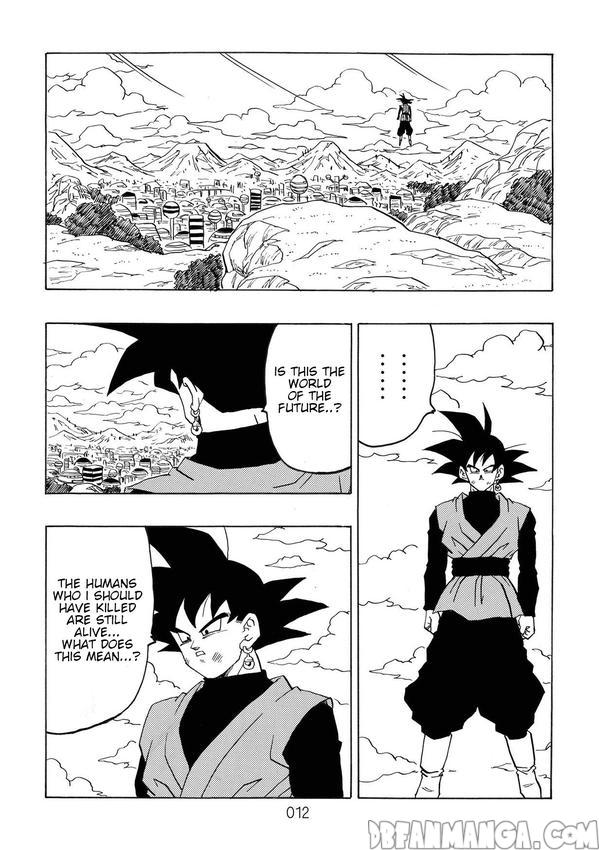 ......
......
IS THIS THE
WORLD
OF THE
FUTURE..?
THE HUMANS
WHO I SHOULD
HAVE KILLED
ARE STILL
ALIVE...
WHAT DOES
THIS MEAN...?
012
DBFANMANGA.COM